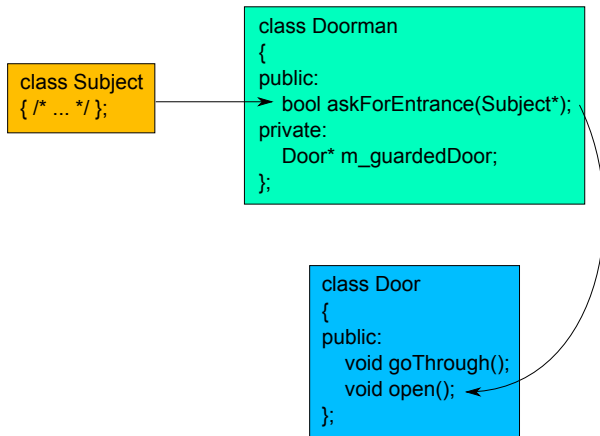 class Subject
{ /* ... */ };
class Doorman
{
public:
bool askForEntrance(Subject*);
private:
Door* m_guardedDoor;
};
class Door
{
public:
void goThrough();
void open();
};